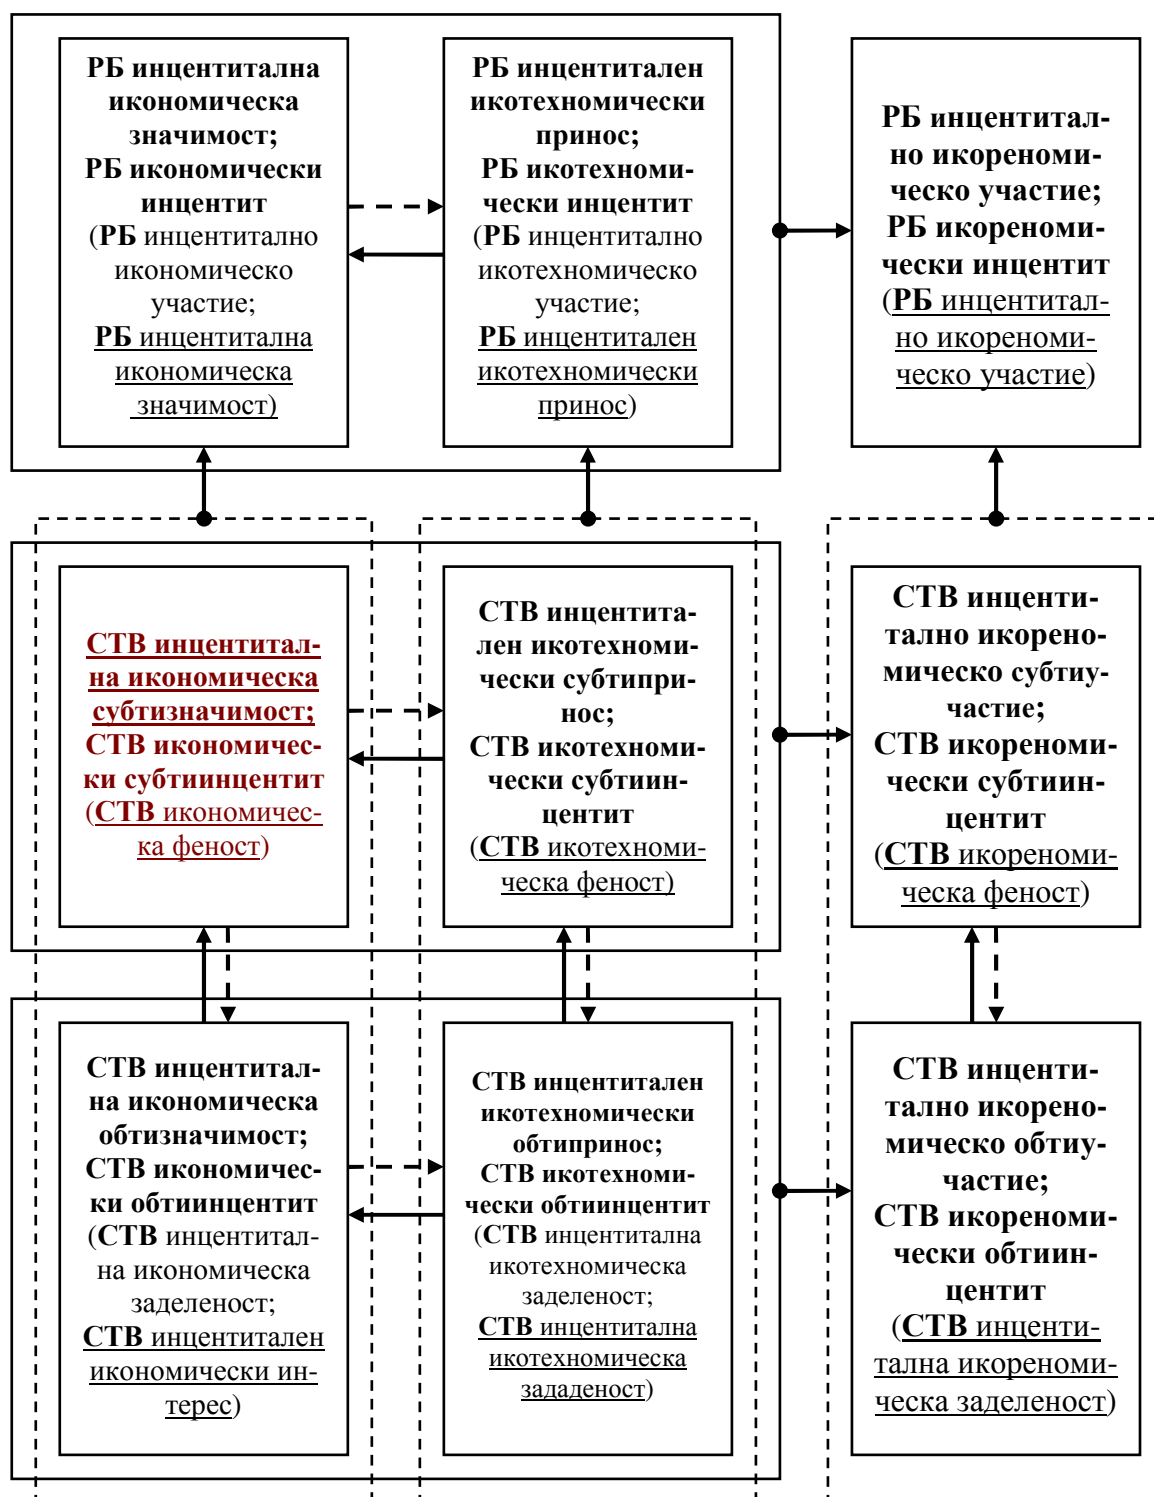 РБ инцентитална
икономическа
значимост;
РБ икономически
инцентит
(РБ инцентитално
икономическо
участие;
РБ инцентитална
икономическа
значимост)
РБ инцентитален
икотехномически
принос;
РБ икотехноми-
чески инцентит
(РБ инцентитално
икотехномическо
участие;
РБ инцентитален
икотехномически
принос)
РБ инцентитал-
но икореноми-
ческо участие;
РБ икореноми-
чески инцентит
(РБ инцентитал-
но икореноми-
ческо участие)
СТВ инцентитал-
на икономическа
субтизначимост;
СТВ икономичес-
ки субтиинцентит
(СТВ икономичес-
ка феност)
СТВ инцентита-
лен икотехноми-
чески субтипри-
нос;
СТВ икотехноми-
чески субтиин-
центит
(СТВ икотехноми-
ческа феност)
СТВ инценти-
тално икорено-
мическо субтиу-
частие;
СТВ икореноми-
чески субтиин-
центит
(СТВ икореноми-
ческа феност)
СТВ инцентитал-
на икономическа
обтизначимост;
СТВ икономичес-
ки обтиинцентит
(СТВ инцентитал-
на икономическа
заделеност;
СТВ инцентитален
икономически ин-
терес)
СТВ инцентитален
икотехномически
обтипринос;
СТВ икотехноми-
чески обтиинцентит
(СТВ инцентитална
икотехномическа
заделеност;
СТВ инцентитална
икотехномическа
зададеност)
СТВ инценти-
тално икорено-
мическо обтиу-
частие;
СТВ икореноми-
чески обтиин-
центит
(СТВ инценти-
тална икореноми-
ческа заделеност)